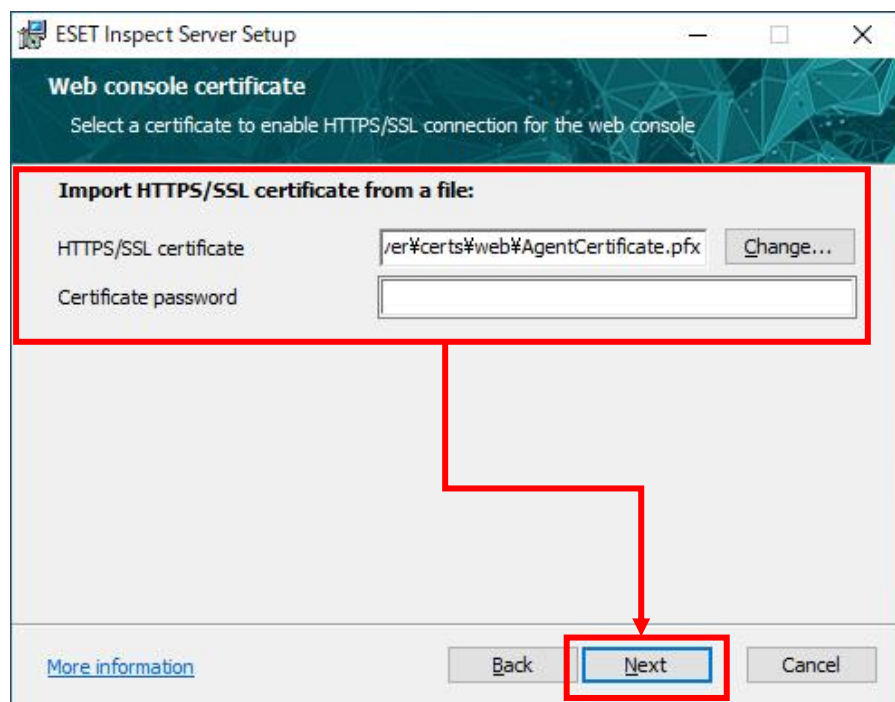 ESET Inspect Server Setup
Web console certificate
Select a certificate to enable HTTPS/SSL connection for the web console
Import HTTPS/SSL certificate from a file:
HTTPS/SSL certificate ver¥certs¥web¥AgentCertificate.pfx Change...
Certificate password
More information Back Next Cancel